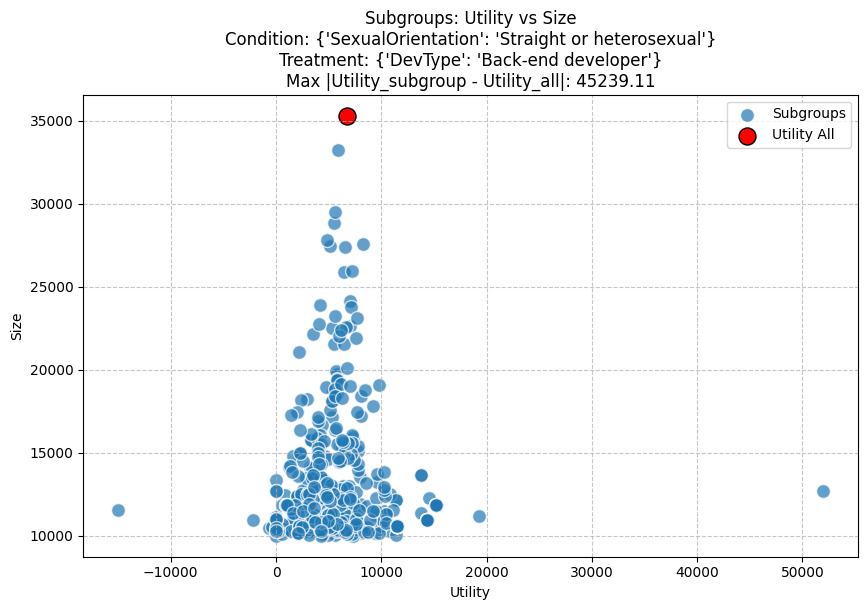 Subgroups: Utility vs Size
Condition: {'SexualOrientation': 'Straight or heterosexual'}
Treatment: {'DevType': 'Back-end developer'}
Max |Utility_subgroup - Utility_all|: 45239.11
Subgroups
Utility All
35000
30000
25000
20000
15000
10000
Size
−10000
0
10000
20000
30000
40000
50000
Utility